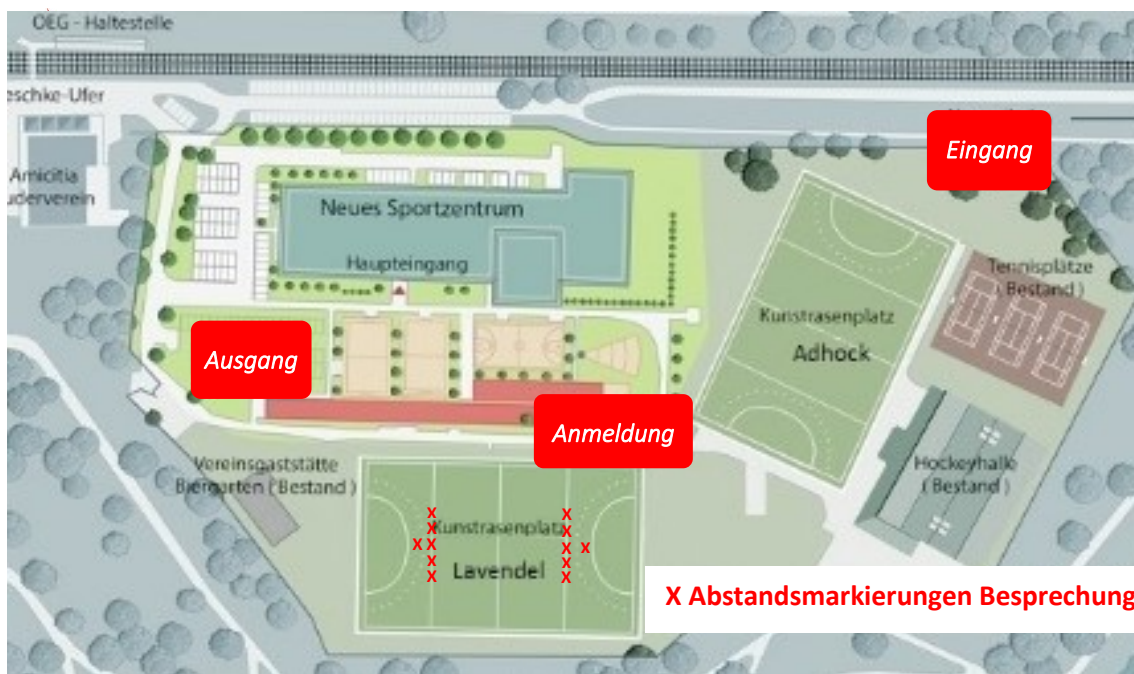 OEG - Haltestelle
eschke-Ufer
Amicitia
uderverein
Eingang
Neues Sportzentrum
Haupteingang
Tennisplätze
( Bestand )
Kunstrasenplatz
Adhock
Ausgang
Anmeldung
Vereinsgaststätte
Biergarten ( Bestand )
Hockeyhalle
( Bestand )
Kunstrasenplatz
Lavendel
x
x
x
x
x
x
x
x
x
x
x
x
X Abstandsmarkierungen Besprechung